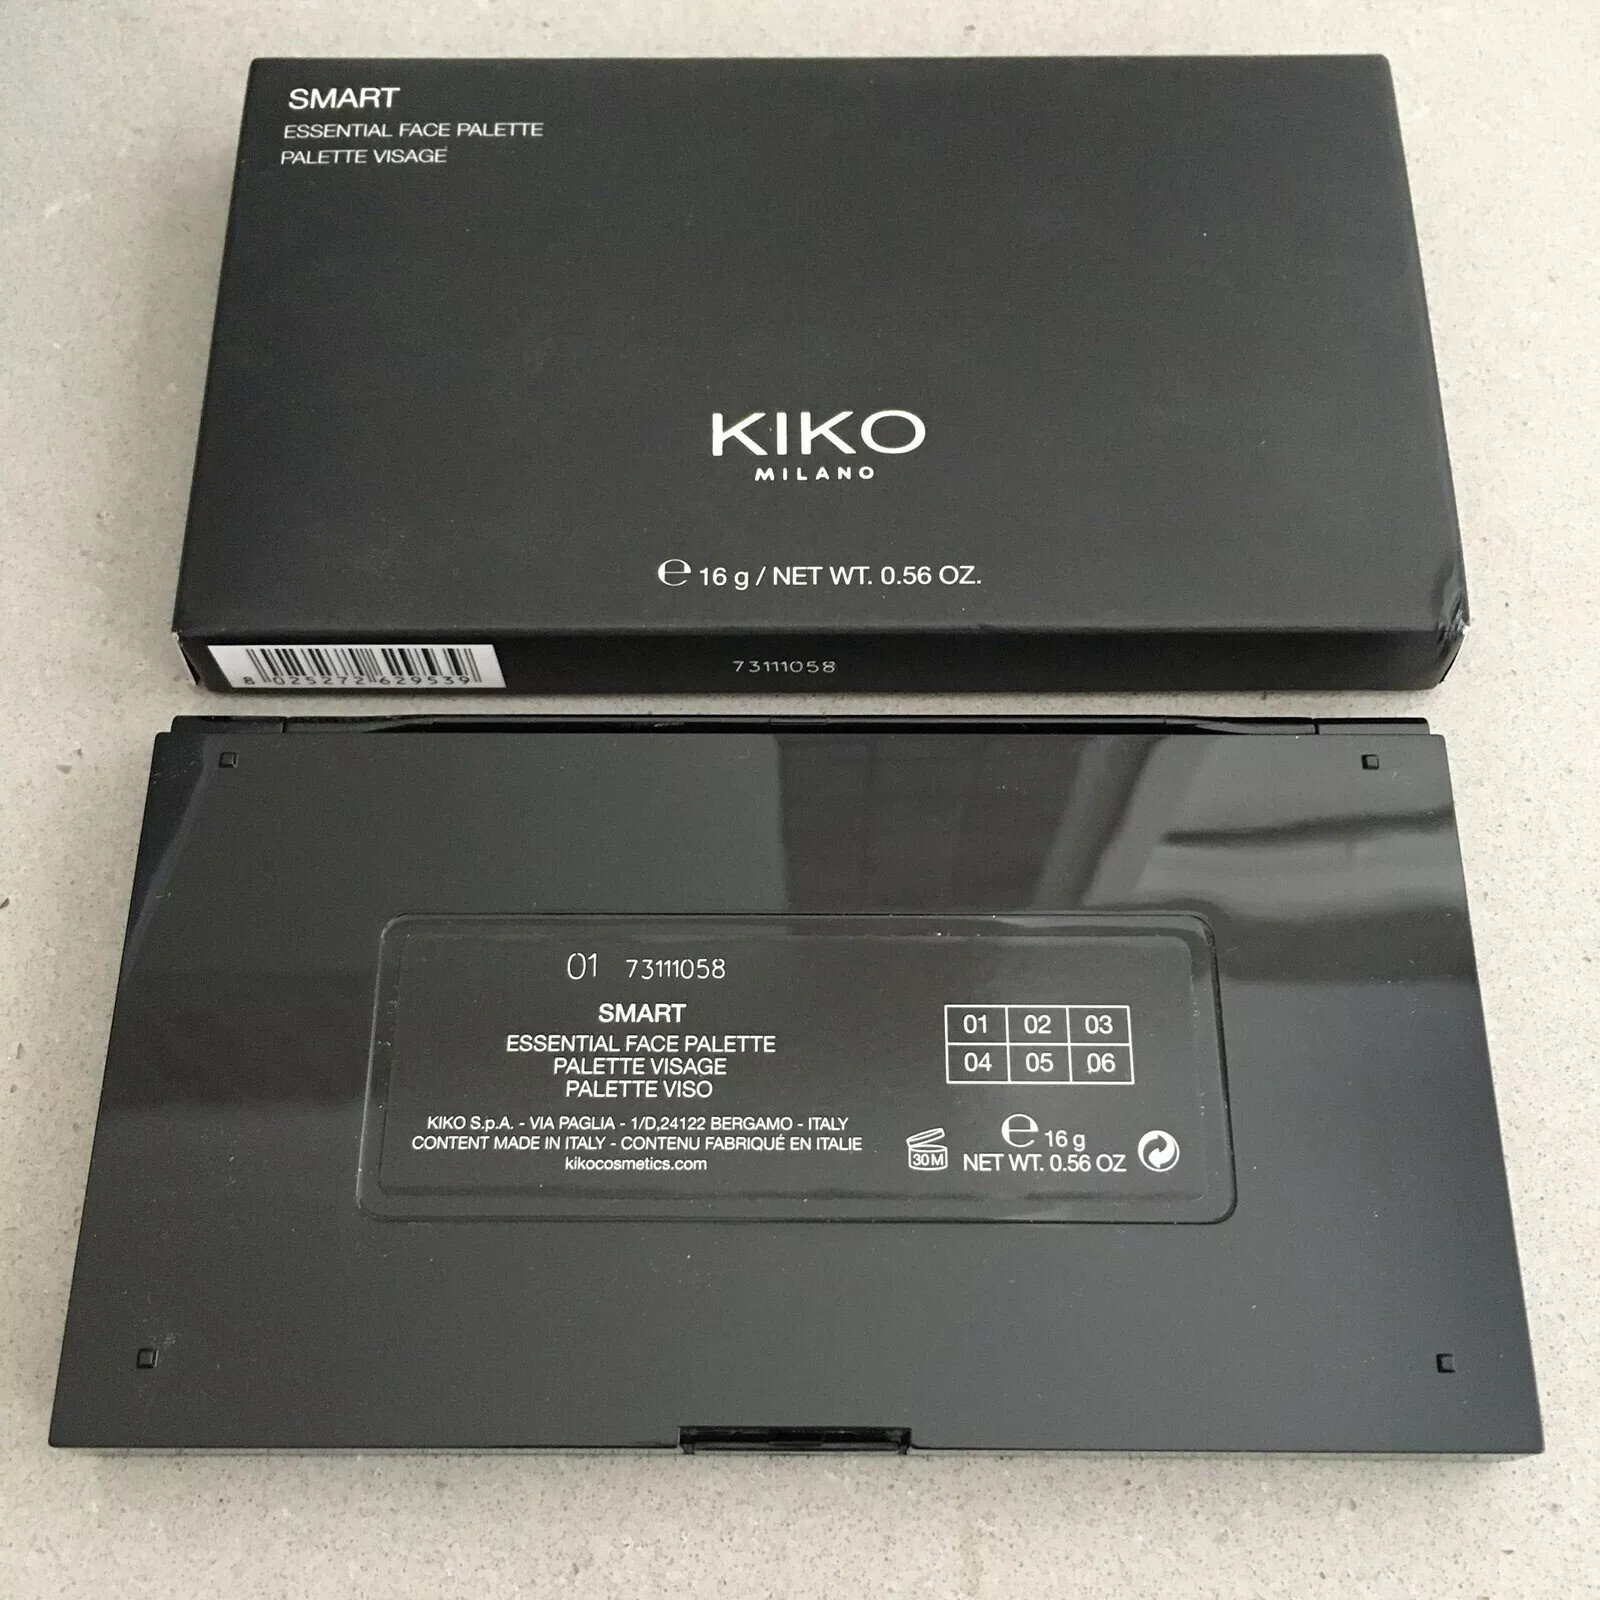 SMART
ESSENTIAL FACE PALETTE
PALETTE VISAGE
KIKO
MILANO
℮ 16 g / NET WT. 0.56 OZ.
8 025272 629539
73111058
01 73111058
SMART
ESSENTIAL FACE PALETTE
PALETTE VISAGE
PALETTE VISO
KIKO S.p.A. - VIA PAGLIA - 1/D,24122 BERGAMO - ITALY
CONTENT MADE IN ITALY - CONTENU FABRIQUÉ EN ITALIE
kikocosmetics.com
01 02 03
04 05 06
30M
℮ 16 g
NET WT. 0.56 OZ